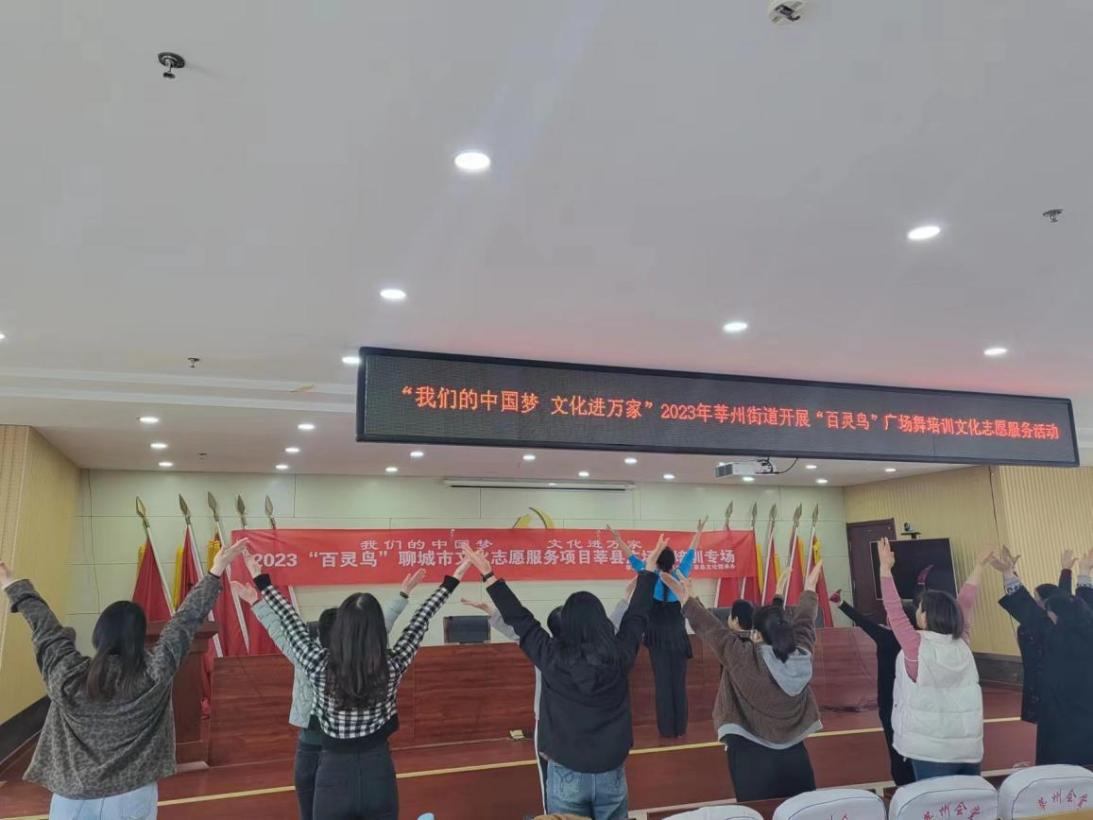 “我们的中国梦 文化进万家”2023年莘州街道开展“百灵鸟”广场舞培训文化志愿服务活动
我们的中国梦 文化进万家
2023“百灵鸟”聊城市文化志愿服务项目莘县 训专场
莘州会